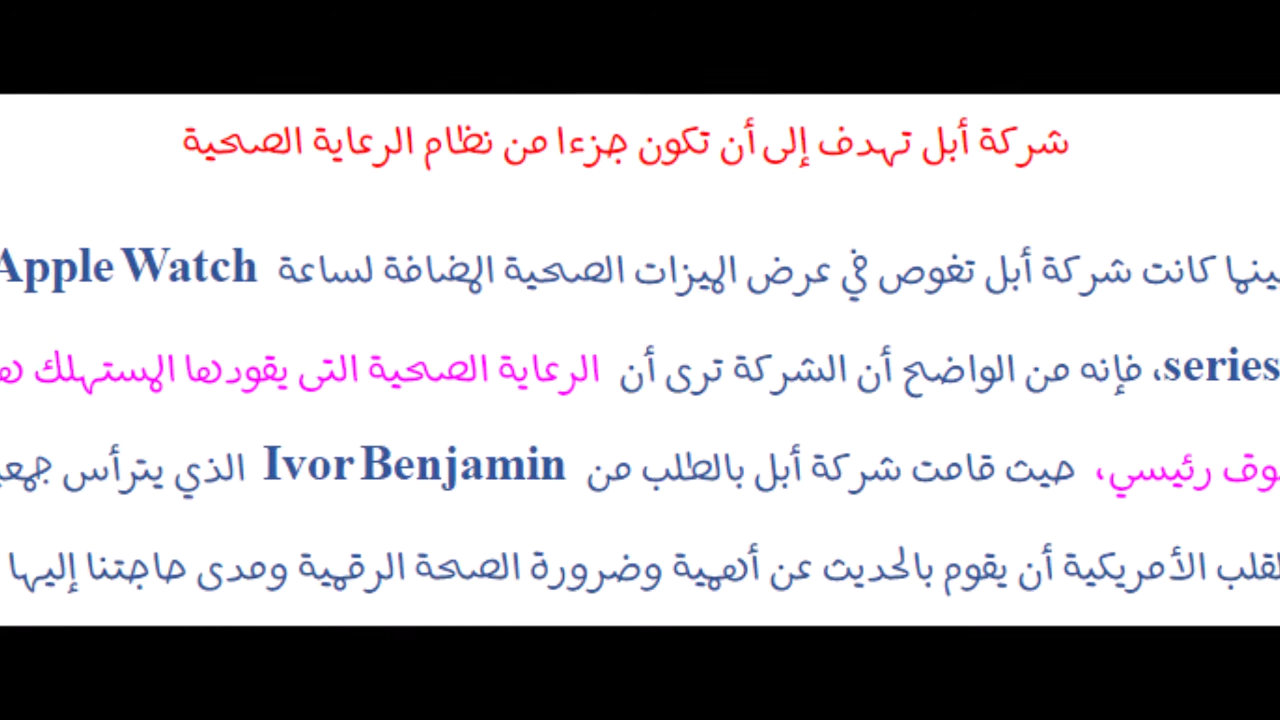 شركة أبل تهدف إلى أن تكون جزءا من نظام الرعاية الصحية
كانت شركة أبل تغوص في عرض الميزات الصحية المضافة لساعة Apple Watch
series، فإنه من الواضح أن الشركة ترى أن الرعاية الصحية التى يقودها المستهلك
رئيسي، حيث قامت شركة أبل بالطلب من Ivor Benjamin الذي يترأس
القلب الأمريكية أن يقوم بالحديث عن أهمية وضرورة الصحة الرقمية ومدى حاجتنا إليها